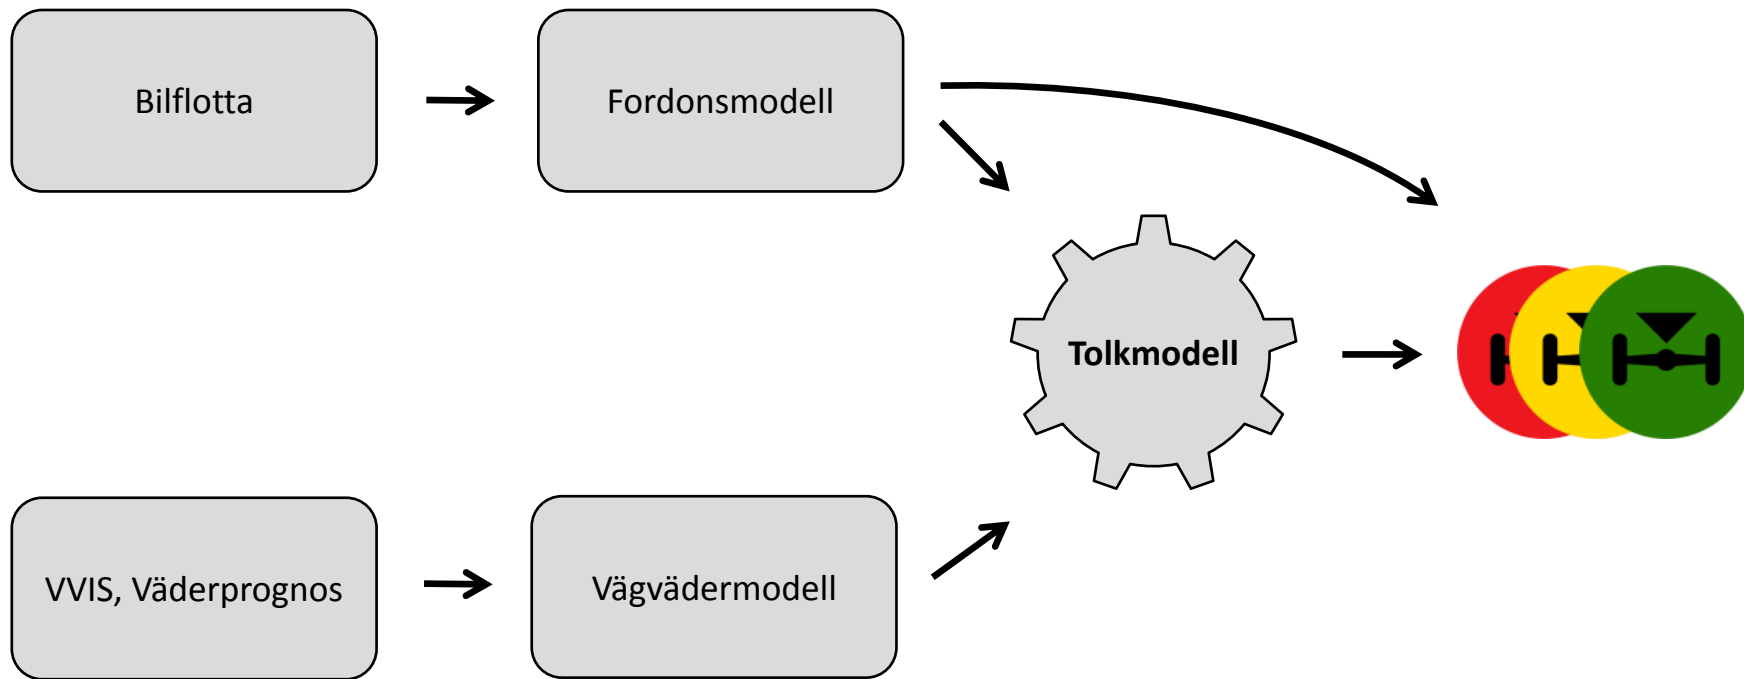 Bilflotta
Fordonsmodell
Tolkmodell
VVIS, Väderprognos
Vägvädermodell